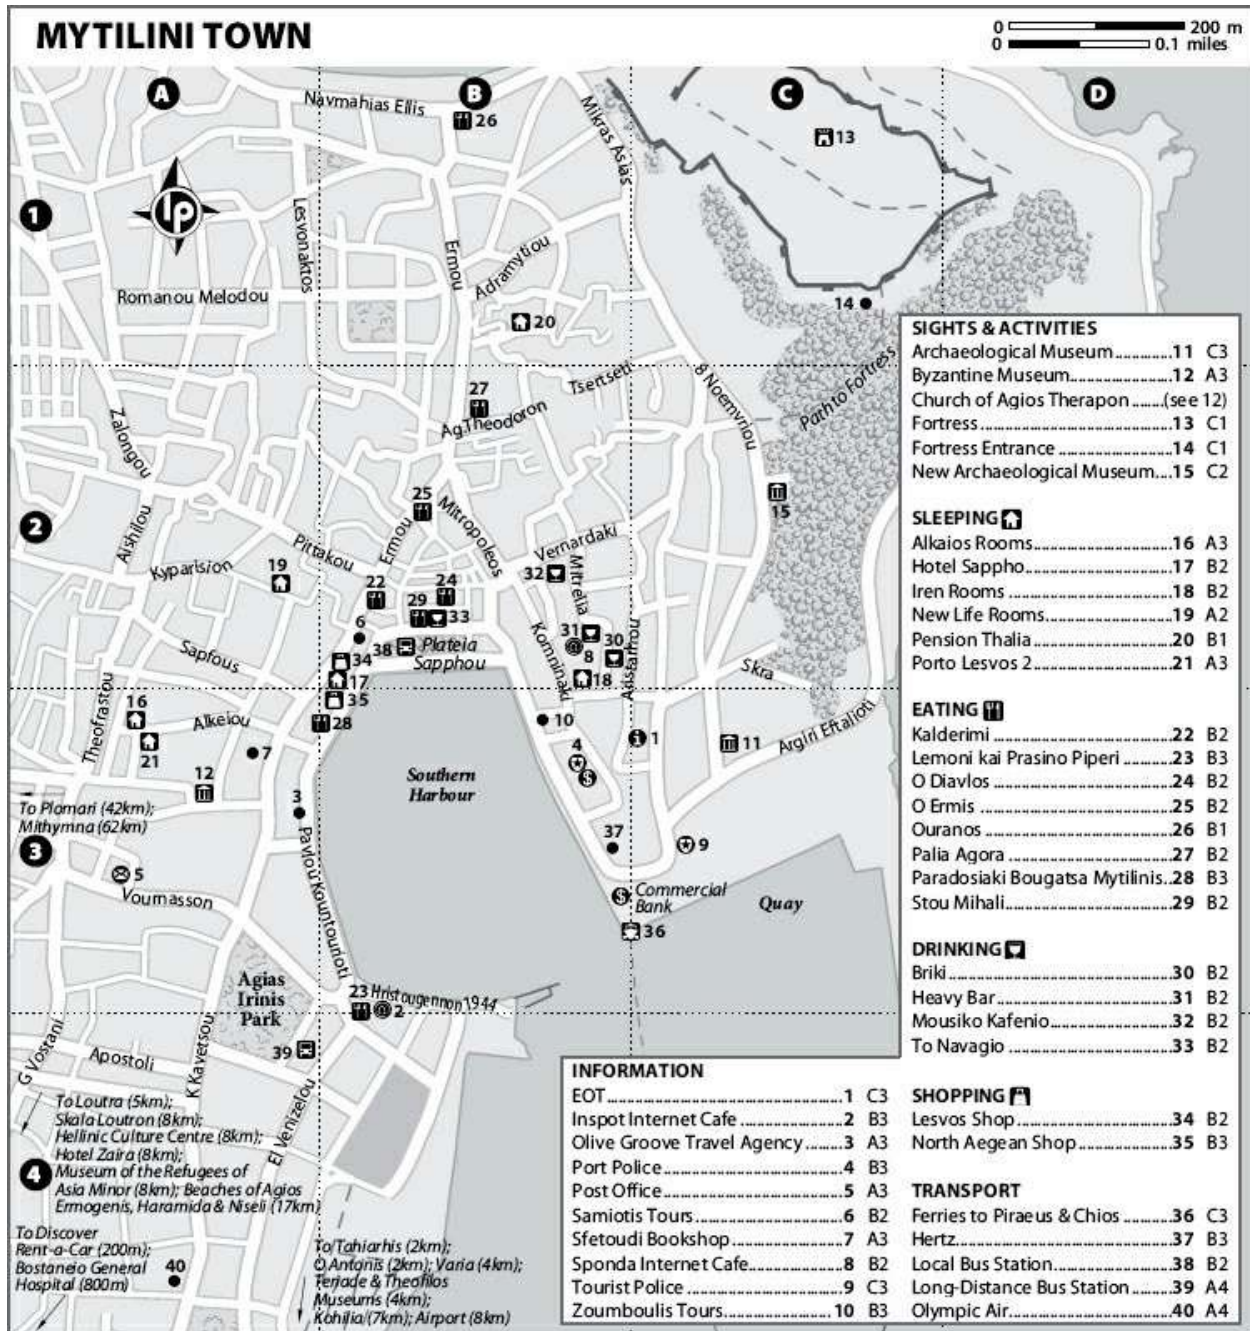 MYTILINI TOWN
0 200 m
0 0.1 miles
A
B
C
D
Navmahias Ellis
26
Mikras Asias
13
lp
1
Lesvonaktos
Ermou
Adramytiou
Romanou Melodou
20
14
Path to Fortress
8 Noemvriou
Tsertseti
27
Ag.Theodoron
Zalongou
25
Mitropoleos
15
2
Aishilou
Ermou
Vernardaki
Pittakou
Kyparision
19
22
24
32
Mitrelia
29
33
6
31
30
38
Plateia
Sapphou
8
Aristarhou
Sapfous
34
Komninaki
Skra
17
18
16
35
Theofrastou
Alkeiou
28
10
1
11
Argiri Eftalioti
21
7
4
12
Southern
Harbour
3
To Plomari (42km);
Mithymna (62km)
37
9
3
5
Pavlou Kountourioti
Vournasson
Commercial
Bank
Quay
36
Agias
Irinis
Park
23
Hristougennon 1944
2
G Vostani
Apostoli
K Kavetsou
39
El Venizelou
To Loutra (5km);
Skala Loutron (8km);
Hellinic Culture Centre (8km);
Hotel Zaira (8km);
4
Museum of the Refugees of
Asia Minor (8km); Beaches of Agios
Ermogenis, Haramida & Niseli (17km)
To Discover
Rent-a-Car (200m);
Bostaneio General
Hospital (800m)
40
To Tahiarhis (2km);
O Antonis (2km); Varia (4km);
Teriade & Theofilos
Museums (4km);
Kohilia (7km); Airport (8km)
INFORMATION
EOT......1 C3
Inspot Internet Cafe......2 B3
Olive Groove Travel Agency......3 A3
Port Police......4 B3
Post Office......5 A3
Samiotis Tours......6 B2
Sfetoudi Bookshop......7 A3
Sponda Internet Cafe......8 B2
Tourist Police......9 C3
Zoumboulis Tours......10 B3
SIGHTS & ACTIVITIES
Archaeological Museum......11 C3
Byzantine Museum......12 A3
Church of Agios Therapon......(see 12)
Fortress......13 C1
Fortress Entrance......14 C1
New Archaeological Museum....15 C2
SLEEPING
Alkaios Rooms......16 A3
Hotel Sappho......17 B2
Iren Rooms......18 B2
New Life Rooms......19 A2
Pension Thalia......20 B1
Porto Lesvos 2......21 A3
EATING
Kalderimi......22 B2
Lemoni kai Prasino Piperi......23 B3
O Diavlos......24 B2
O Ermis......25 B2
Ouranos......26 B1
Palia Agora......27 B2
Paradosiaki Bougatsa Mytilinis..28 B3
Stou Mihali......29 B2
DRINKING
Briki......30 B2
Heavy Bar......31 B2
Mousiko Kafenio......32 B2
To Navagio......33 B2
SHOPPING
Lesvos Shop......34 B2
North Aegean Shop......35 B3
TRANSPORT
Ferries to Piraeus & Chios......36 C3
Hertz......37 B3
Local Bus Station......38 B2
Long-Distance Bus Station......39 A4
Olympic Air......40 A4